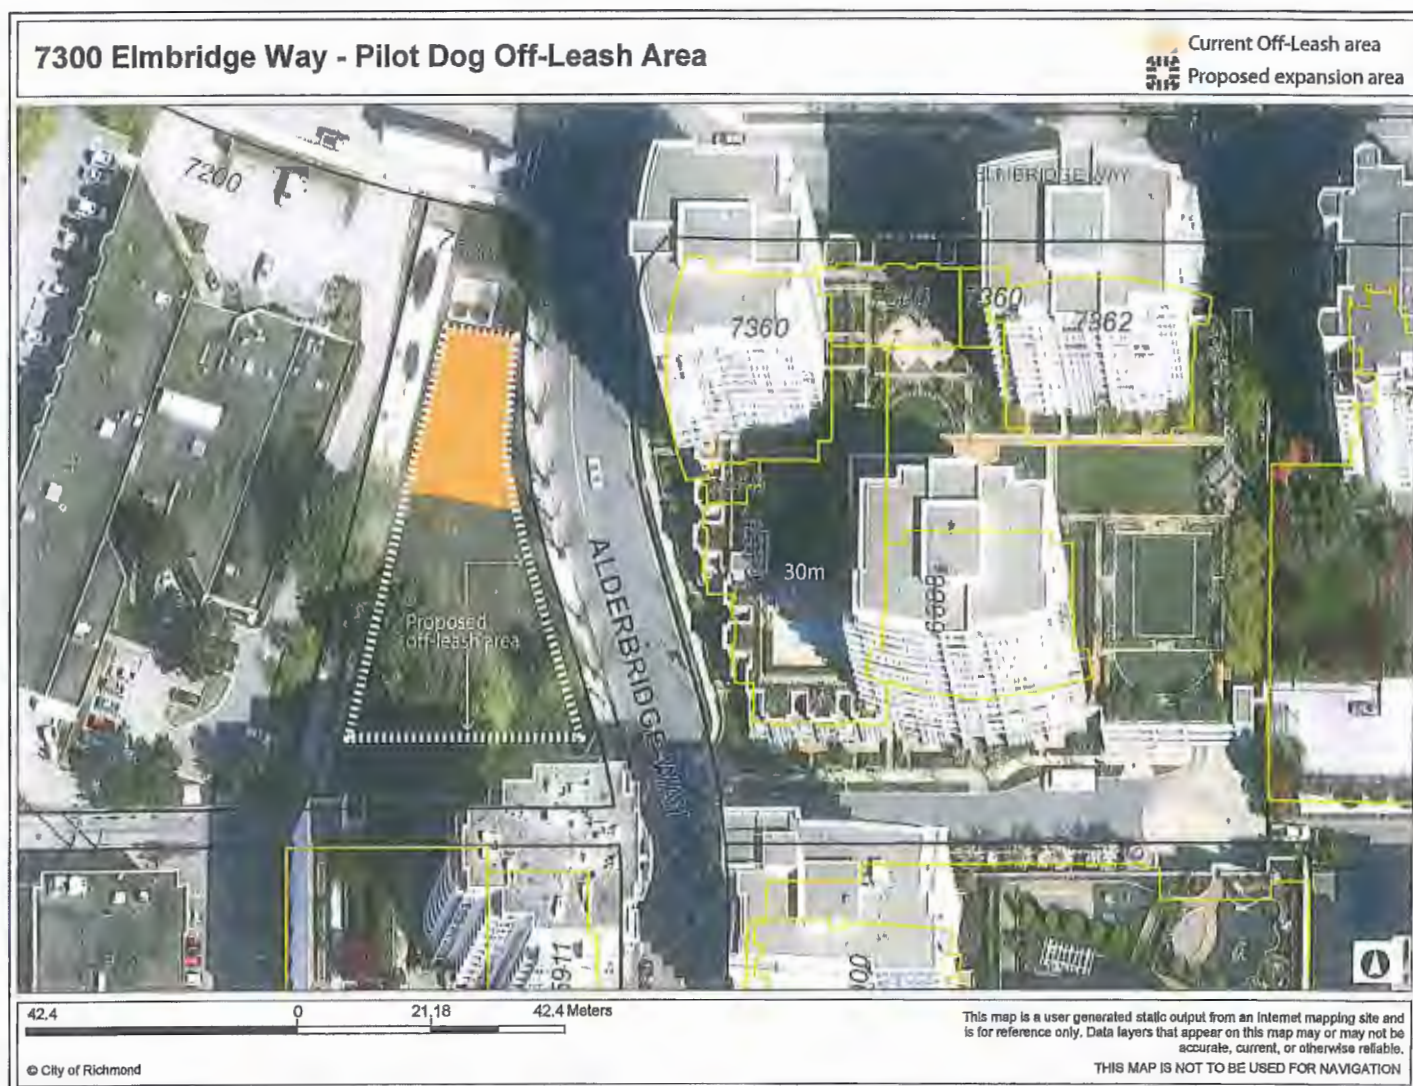 7300 Elmbridge Way - Pilot Dog Off-Leash Area
Current Off-Leash area
Proposed expansion area
7200
ELMBRIDGE WAY
7360
7360
7362
30m
ALDERBRIDGE WAY
Proposed
off-leash area
6888
5911
42.4
0
21.18
42.4 Meters
This map is a user generated static output from an Internet mapping site and
is for reference only. Data layers that appear on this map may or may not be
accurate, current, or otherwise reliable.
THIS MAP IS NOT TO BE USED FOR NAVIGATION
© City of Richmond